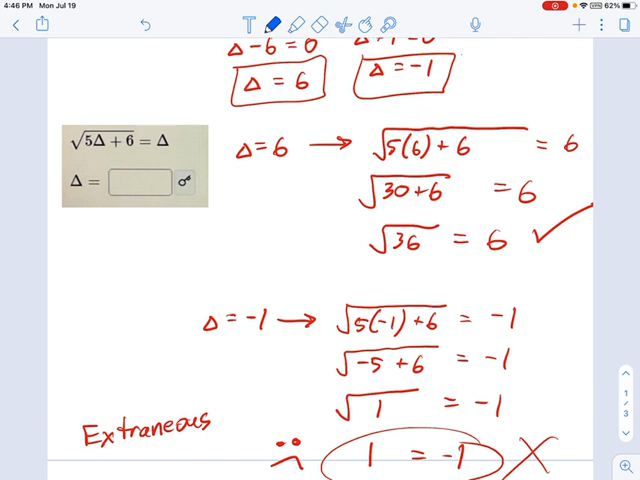 4:46 PM Mon Jul 19
62%
Δ-6=0
Δ = 6
Δ = -1
√5Δ + 6 = Δ
Δ =
Δ=6 → √5(6) + 6 = 6
√30+6 = 6
√36 = 6 ✓
Δ=-1 → √5(-1)+6 = -1
√-5+6 = -1
√1 = -1
Extraneous
1 = -1
1
/
3